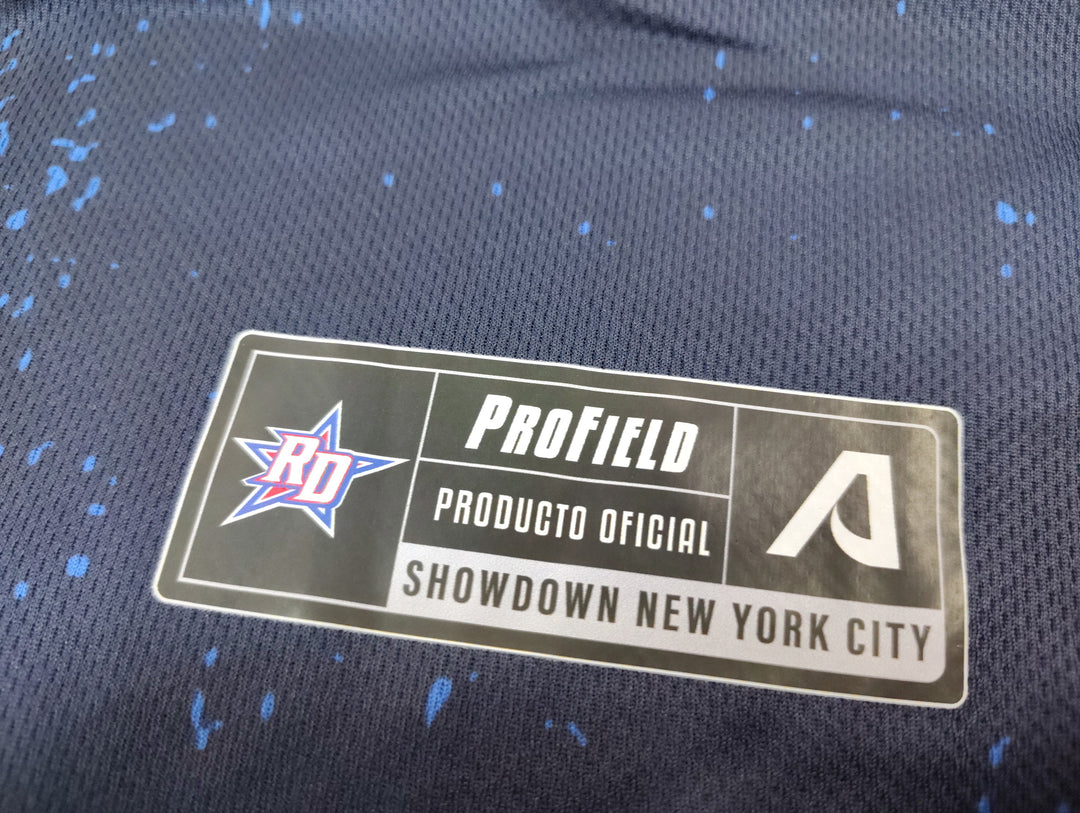 RD
PROFIELD
PRODUCTO OFICIAL
SHOWDOWN NEW YORK CITY